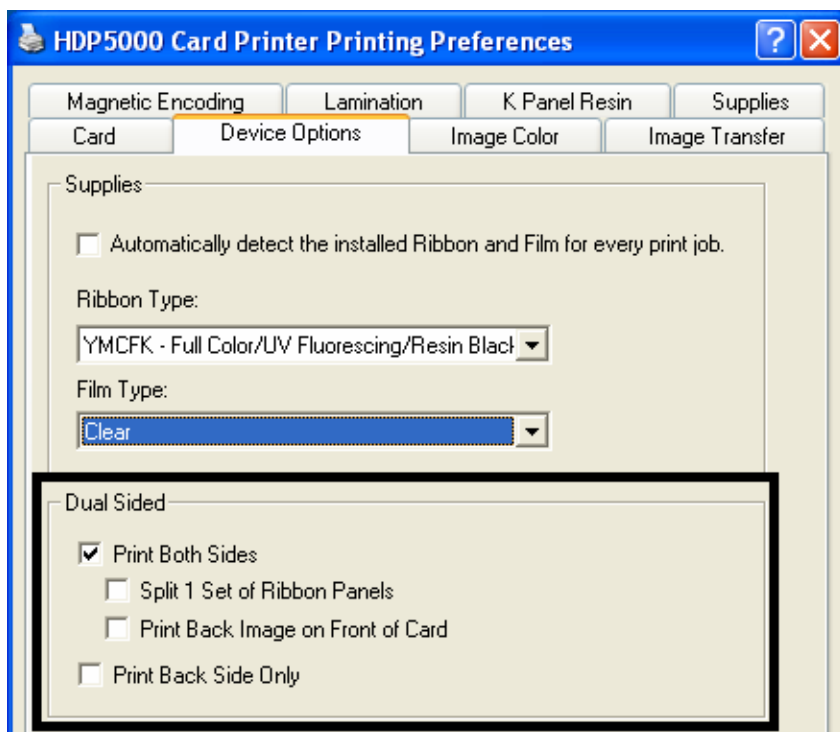 HDP5000 Card Printer Printing Preferences
Magnetic Encoding Lamination K Panel Resin Supplies
Card Device Options Image Color Image Transfer
Supplies
Automatically detect the installed Ribbon and Film for every print job.
Ribbon Type:
YMCFK - Full Color/UV Fluorescing/Resin Black
Film Type:
Clear
Dual Sided
Print Both Sides
Split 1 Set of Ribbon Panels
Print Back Image on Front of Card
Print Back Side Only